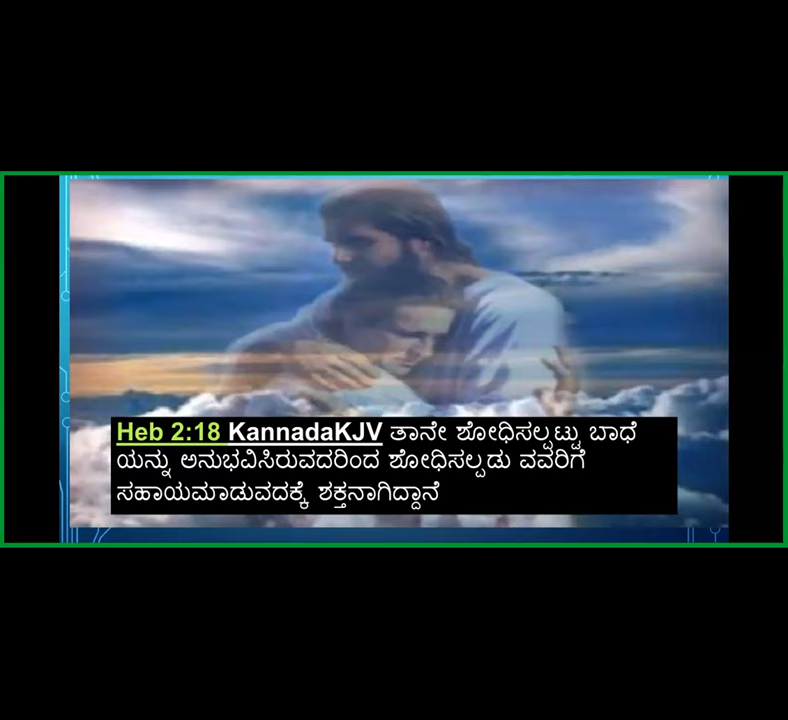 Heb 2:18 KannadaKJV ತಾನೇ ಶೋಧಿಸಲ್ಪಟ್ಟು ಬಾಧೆ
ಯನ್ನು ಅನುಭವಿಸಿರುವದರಿಂದ ಶೋಧಿಸಲ್ಪಡು ವವರಿಗೆ
ಸಹಾಯಮಾಡುವದಕ್ಕೆ ಶಕ್ತನಾಗಿದ್ದಾನೆ